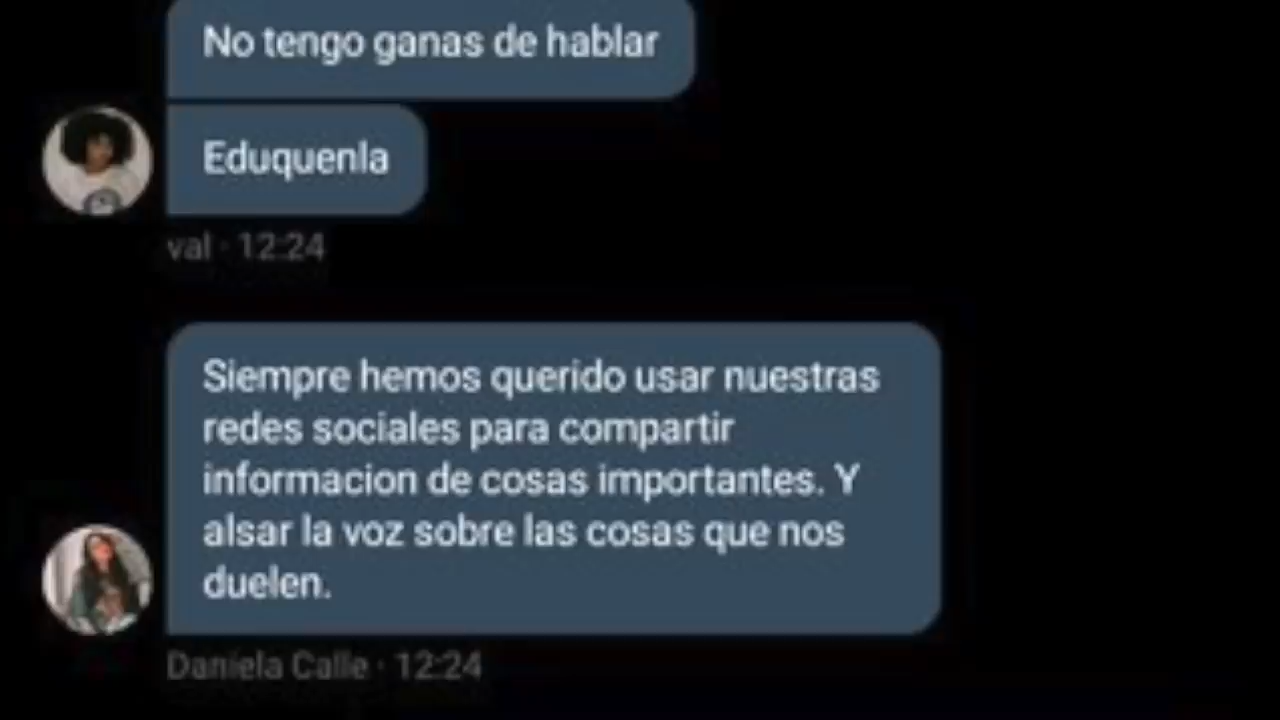 No tengo ganas de hablar
Eduquenla
val · 12:24
Siempre hemos querido usar nuestras
redes sociales para compartir
informacion de cosas importantes. Y
alsar la voz sobre las cosas que nos
duelen.
Daniela Calle · 12:24